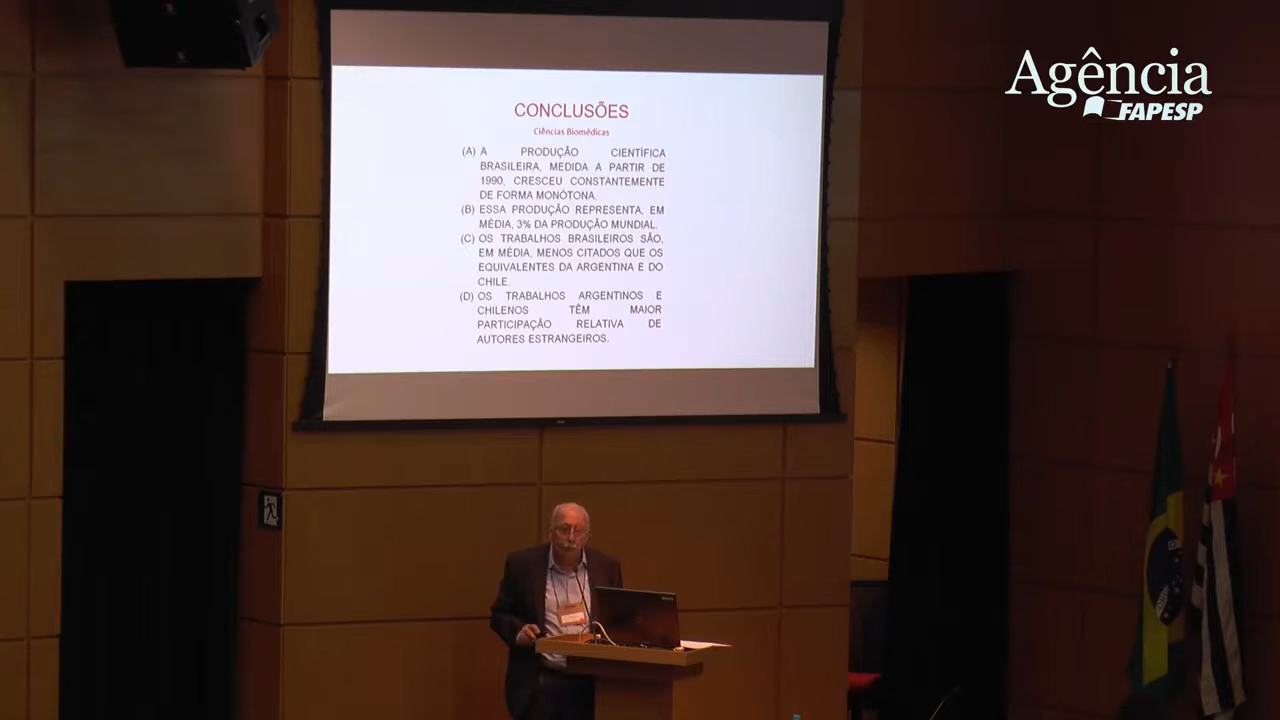 Agência
FAPESP
CONCLUSÕES
Ciências Biomédicas
(A) A PRODUÇÃO CIENTÍFICA
BRASILEIRA, MEDIDA A PARTIR DE
1990, CRESCEU CONSTANTEMENTE
DE FORMA MONÓTONA.
(B) ESSA PRODUÇÃO REPRESENTA, EM
MÉDIA, 3% DA PRODUÇÃO MUNDIAL.
(C) OS TRABALHOS BRASILEIROS SÃO,
EM MÉDIA, MENOS CITADOS QUE OS
EQUIVALENTES DA ARGENTINA E DO
CHILE.
(D) OS TRABALHOS ARGENTINOS E
CHILENOS TÊM MAIOR
PARTICIPAÇÃO RELATIVA DE
AUTORES ESTRANGEIROS.